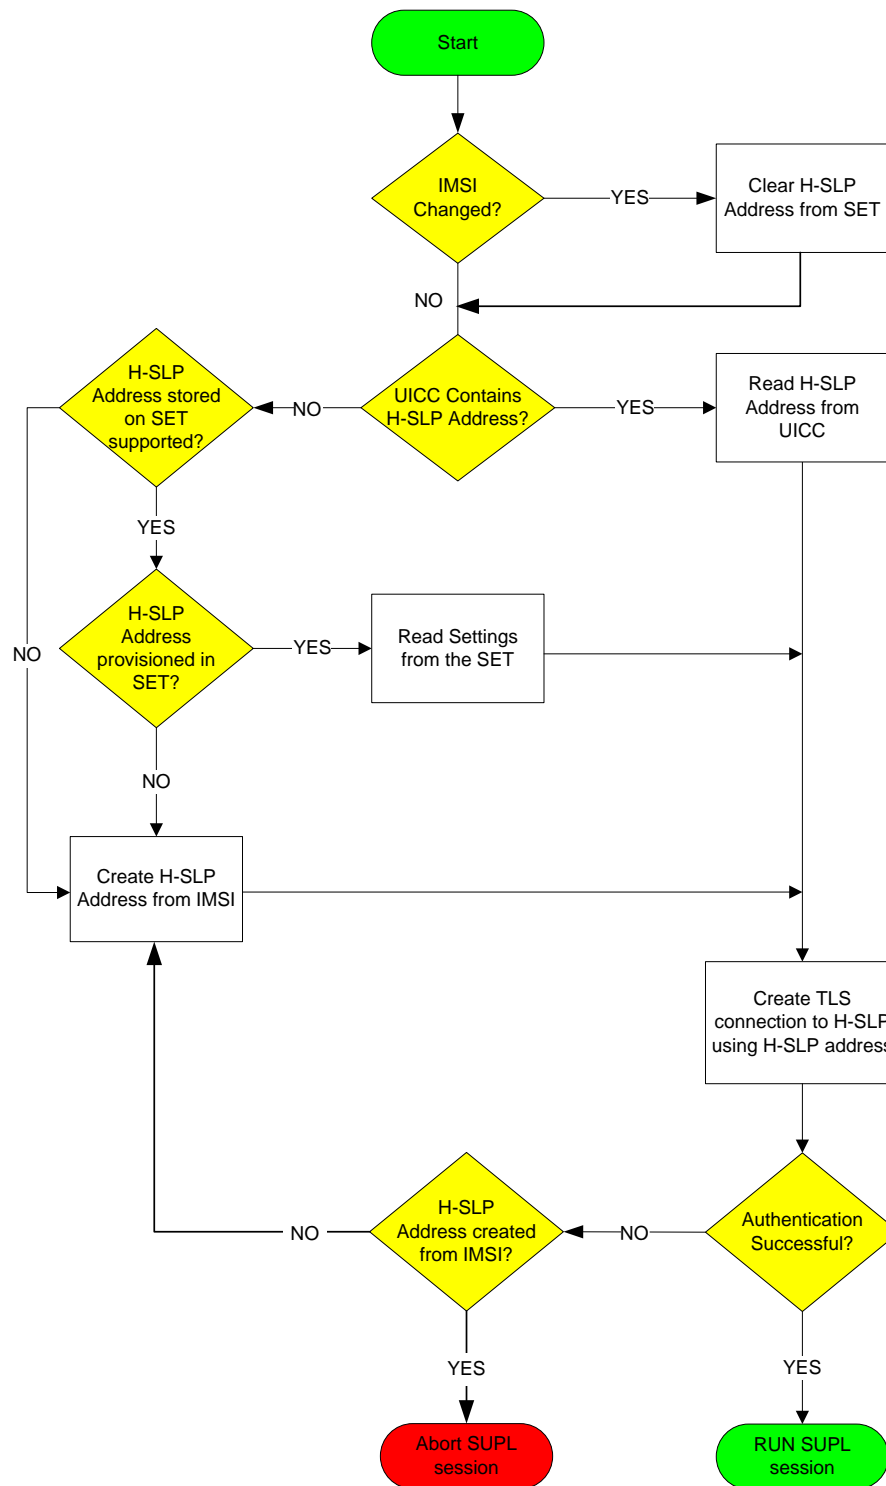 Start
IMSI
Changed?
YES
Clear H-SLP
Address from SET
NO
H-SLP
Address stored
on SET
supported?
NO
UICC Contains
H-SLP Address?
YES
Read H-SLP
Address from
UICC
YES
H-SLP
Address
provisioned in
SET?
YES
Read Settings
from the SET
NO
NO
Create H-SLP
Address from IMSI
Create TLS
connection to H-SLP
using H-SLP address
NO
H-SLP
Address created
from IMSI?
NO
Authentication
Successful?
YES
YES
Abort SUPL
session
RUN SUPL
session